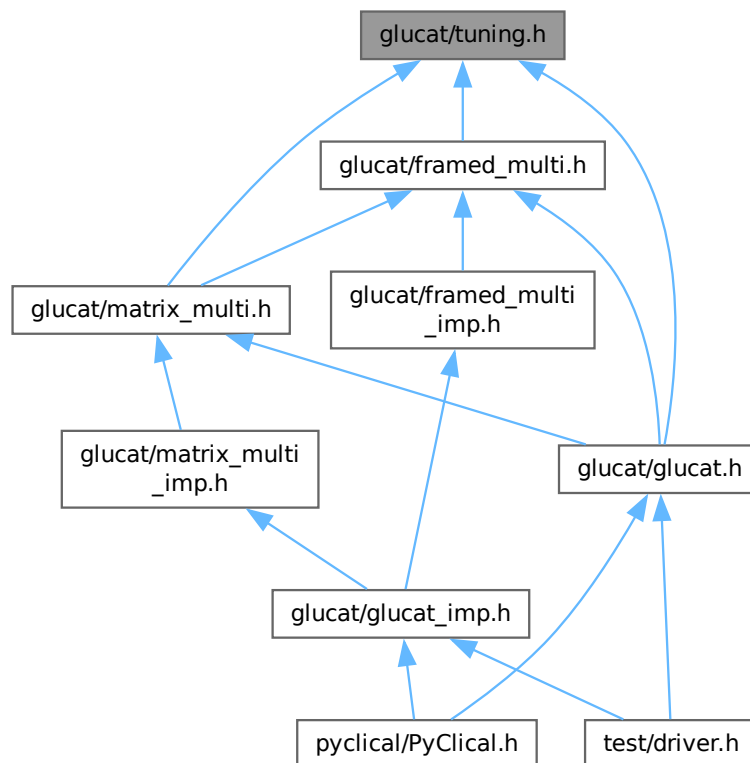 glucat/tuning.h
glucat/framed_multi.h
glucat/matrix_multi.h
glucat/framed_multi
_imp.h
glucat/matrix_multi
_imp.h
glucat/glucat.h
glucat/glucat_imp.h
pyclical/PyClical.h
test/driver.h